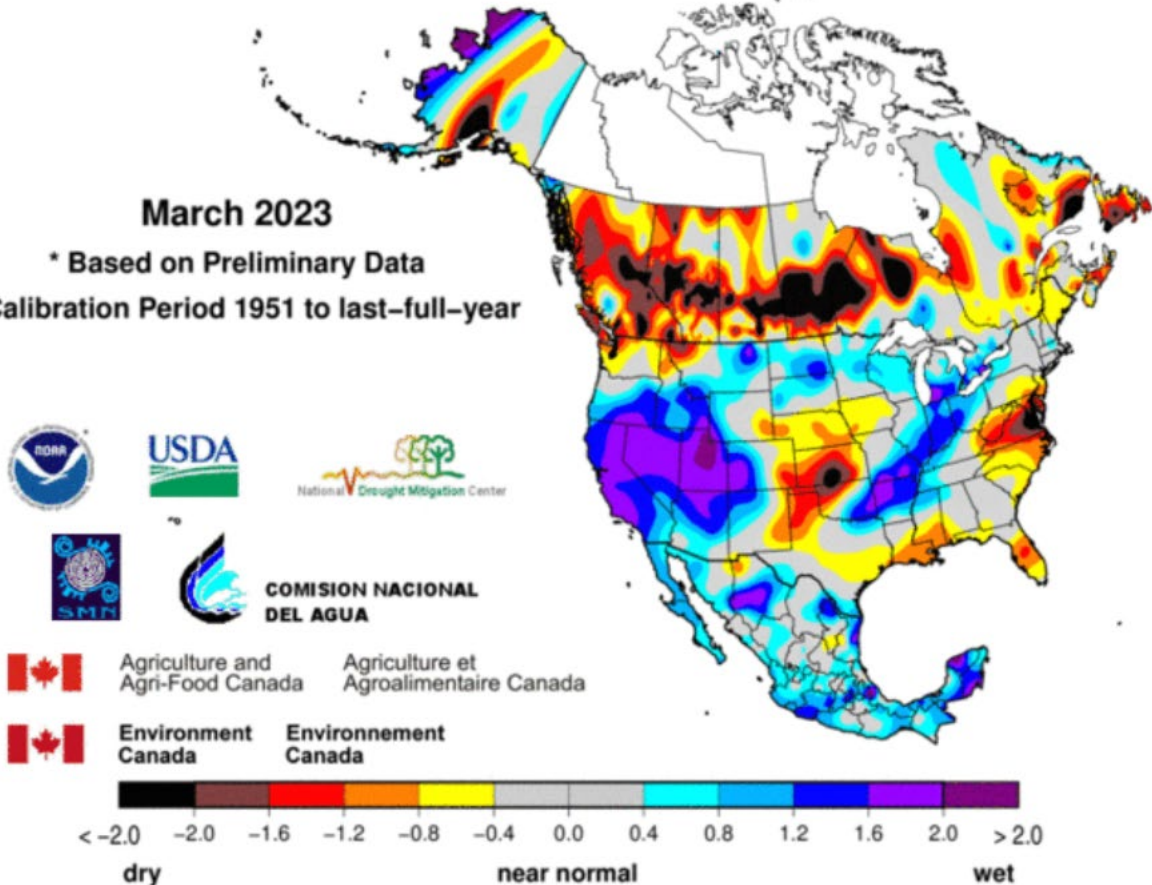 March 2023
* Based on Preliminary Data
Calibration Period 1951 to last-full-year
NOAA
USDA
National Drought Mitigation Center
SMN
COMISION NACIONAL
DEL AGUA
Agriculture and
Agri-Food Canada
Agriculture et
Agroalimentaire Canada
Environment
Canada
Environnement
Canada
< -2.0 -2.0 -1.6 -1.2 -0.8 -0.4 0.0 0.4 0.8 1.2 1.6 2.0 > 2.0
dry near normal wet